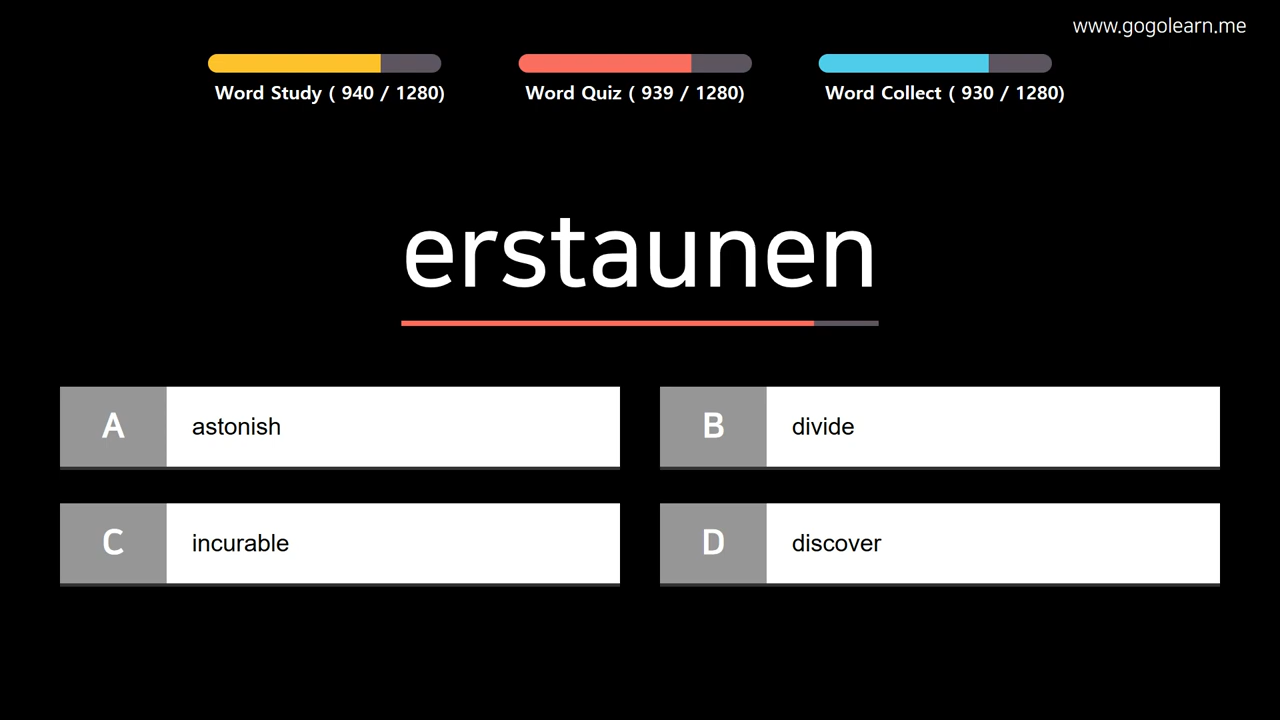 www.gogolearn.me
Word Study ( 940 / 1280)
Word Quiz ( 939 / 1280)
Word Collect ( 930 / 1280)
erstaunen
A astonish
B divide
C incurable
D discover